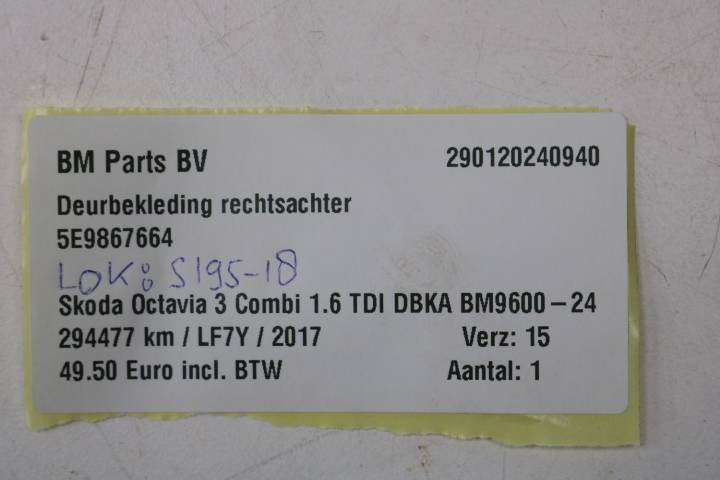 BM Parts BV 290120240940
Deurbekleding rechtsachter
5E9867664
LOK: S195-18
Skoda Octavia 3 Combi 1.6 TDI DBKA BM9600-24
294477 km / LF7Y / 2017 Verz: 15
49.50 Euro incl. BTW Aantal: 1